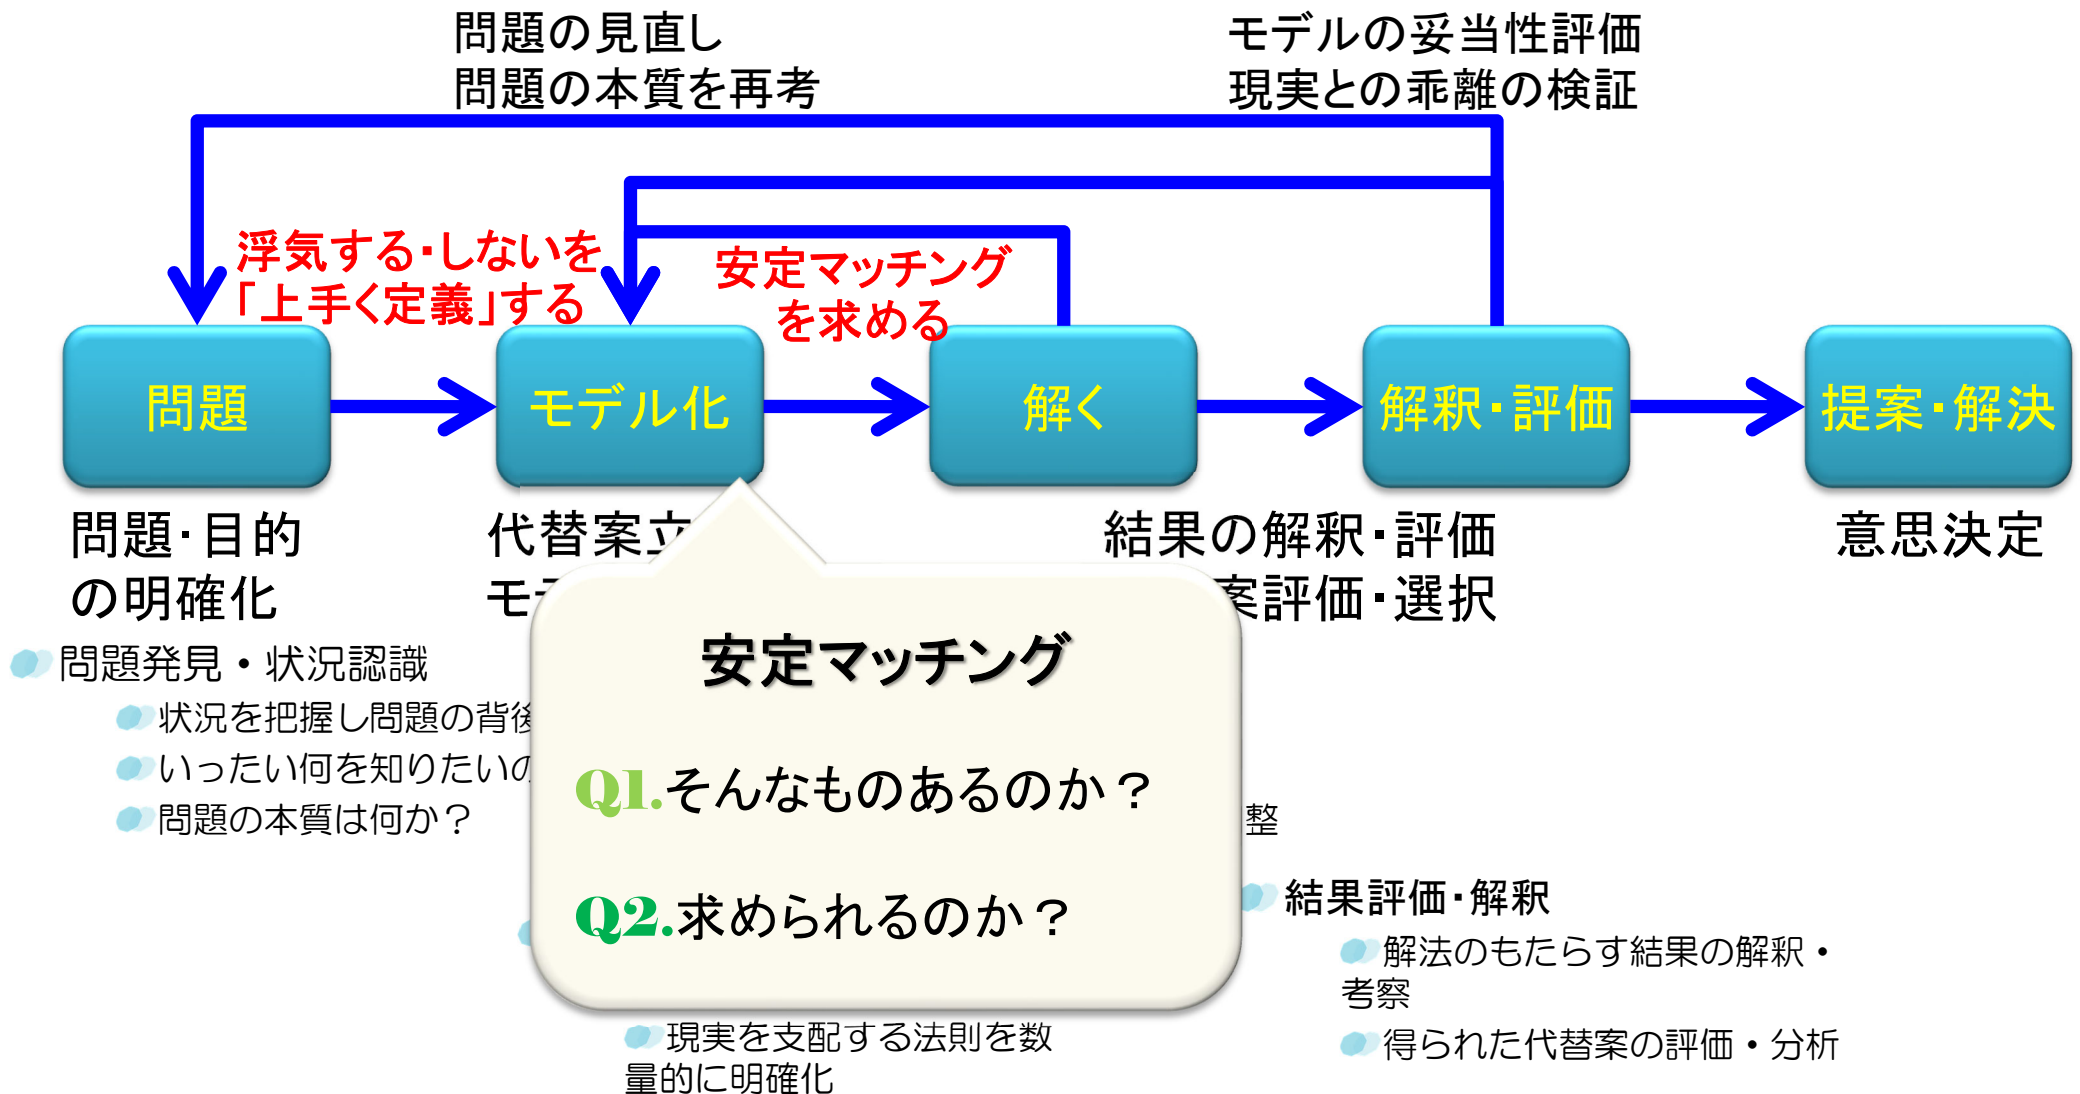 問題の見直し
問題の本質を再考
モデルの妥当性評価
現実との乖離の検証
浮気する・しないを
「上手く定義」する
安定マッチング
を求める
問題
モデル化
解く
解釈・評価
提案・解決
問題・目的
の明確化
代替案立
モデ
結果の解釈・評価
案評価・選択
意思決定
問題発見・状況認識
状況を把握し問題の背後
いったい何を知りたいの
問題の本質は何か？
安定マッチング
Q1.そんなものあるのか？
Q2.求められるのか？
整
結果評価・解釈
解法のもたらす結果の解釈・
考察
得られた代替案の評価・分析
現実を支配する法則を数
量的に明確化